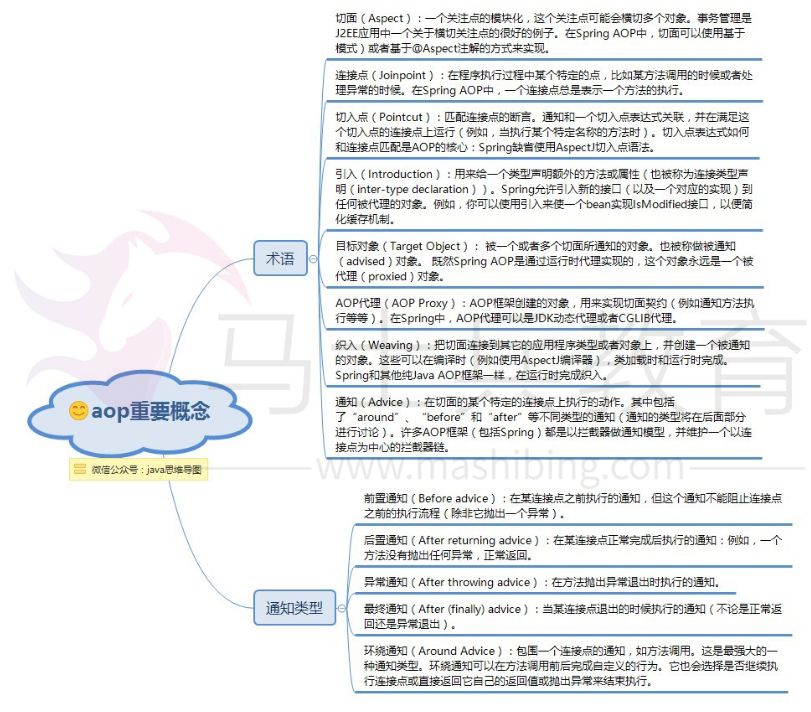 切面（Aspect）：一个关注点的模块化，这个关注点可能会横切多个对象。事务管理是
J2EE应用中一个关于横切关注点的很好的例子。在Spring AOP中，切面可以使用基于
模式）或者基于@Aspect注解的方式来实现。
连接点（Joinpoint）：在程序执行过程中某个特定的点，比如某方法调用的时候或者处
理异常的时候。在Spring AOP中，一个连接点总是表示一个方法的执行。
切入点（Pointcut）：匹配连接点的断言。通知和一个切入点表达式关联，并在满足这
个切入点的连接点上运行（例如，当执行某个特定名称的方法时）。切入点表达式如何
和连接点匹配是AOP的核心：Spring缺省使用AspectJ切入点语法。
引入（Introduction）：用来给一个类型声明额外的方法或属性（也被称为连接类型声
明（inter-type declaration））。Spring允许引入新的接口（以及一个对应的实现）到
任何被代理的对象。例如，你可以使用引入来使一个bean实现IsModified接口，以便简
化缓存机制。
目标对象（Target Object）： 被一个或者多个切面所通知的对象。也被称做被通知
（advised）对象。 既然Spring AOP是通过运行时代理实现的，这个对象永远是一个被
代理（proxied）对象。
AOP代理（AOP Proxy）：AOP框架创建的对象，用来实现切面契约（例如通知方法执
行等等）。在Spring中，AOP代理可以是JDK动态代理或者CGLIB代理。
织入（Weaving）：把切面连接到其它的应用程序类型或者对象上，并创建一个被通知
的对象。这些可以在编译时（例如使用AspectJ编译器），类加载时和运行时完成。
Spring和其他纯Java AOP框架一样，在运行时完成织入。
通知（Advice）：在切面的某个特定的连接点上执行的动作。其中包括
了“around”、“before”和“after”等不同类型的通知（通知的类型将在后面部分
进行讨论）。许多AOP框架（包括Spring）都是以拦截器做通知模型，并维护一个以连
接点为中心的拦截器链。
术语
马士兵教育
www.mashibing.com
😊aop重要概念
微信公众号：java思维导图
通知类型
前置通知（Before advice）：在某连接点之前执行的通知，但这个通知不能阻止连接点
之前的执行流程（除非它抛出一个异常）。
后置通知（After returning advice）：在某连接点正常完成后执行的通知：例如，一个
方法没有抛出任何异常，正常返回。
异常通知（After throwing advice）：在方法抛出异常退出时执行的通知。
最终通知（After (finally) advice）：当某连接点退出的时候执行的通知（不论是正常返
回还是异常退出）。
环绕通知（Around Advice）：包围一个连接点的通知，如方法调用。这是最强大的一
种通知类型。环绕通知可以在方法调用前后完成自定义的行为。它也会选择是否继续执
行连接点或直接返回它自己的返回值或抛出异常来结束执行。